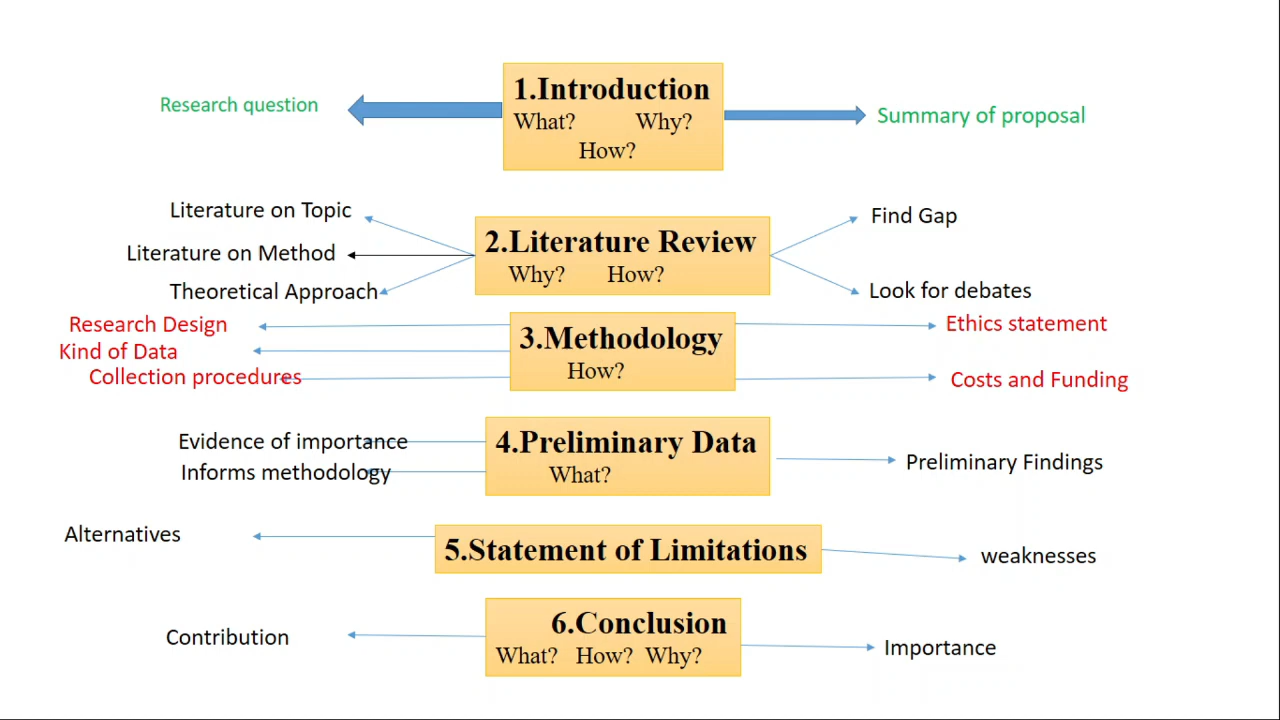 1.Introduction
What? Why?
How?
Research question
Summary of proposal
2.Literature Review
Why? How?
Literature on Topic
Literature on Method
Theoretical Approach
Find Gap
Look for debates
3.Methodology
How?
Research Design
Kind of Data
Collection procedures
Ethics statement
Costs and Funding
4.Preliminary Data
What?
Evidence of importance
Informs methodology
Preliminary Findings
5.Statement of Limitations
Alternatives
weaknesses
6.Conclusion
What? How? Why?
Contribution
Importance